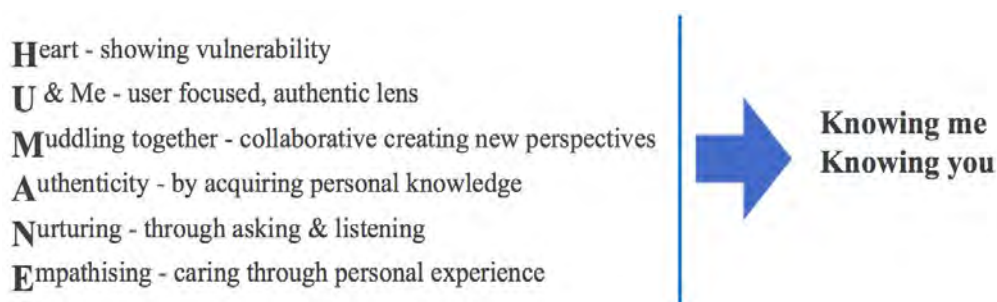 Heart - showing vulnerability
U & Me - user focused, authentic lens
Muddling together - collaborative creating new perspectives
Authenticity - by acquiring personal knowledge
Nurturing - through asking & listening
Empathising - caring through personal experience
Knowing me
Knowing you